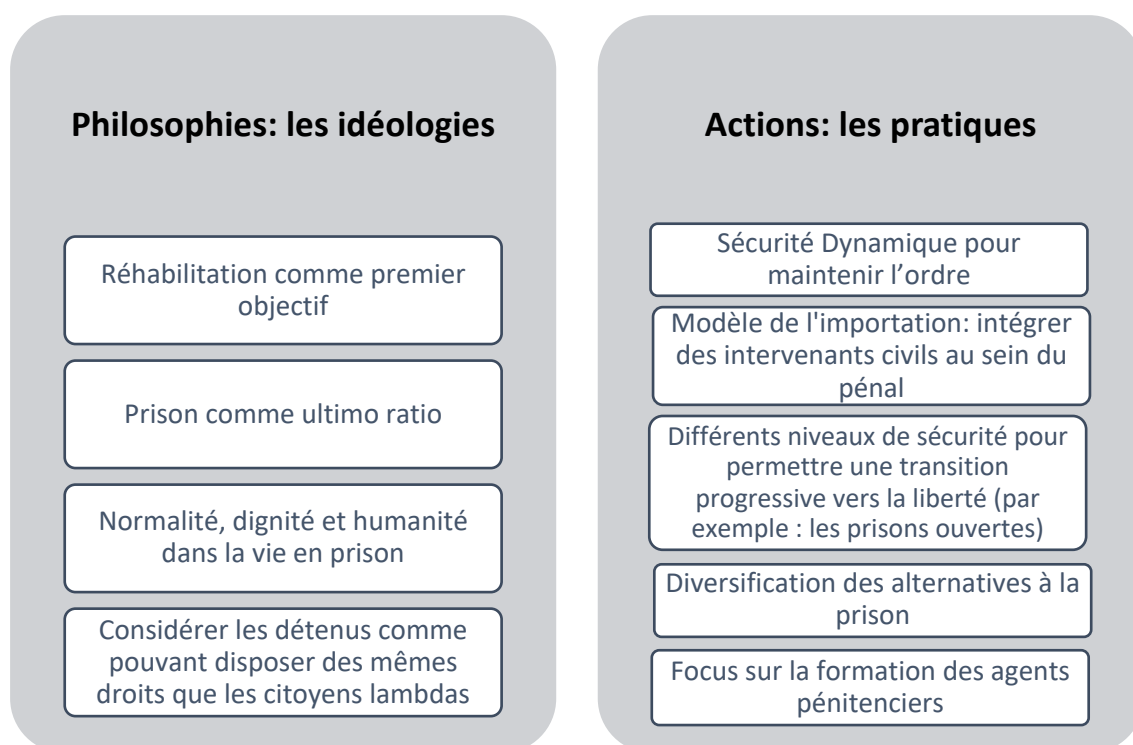 Philosophies: les idéologies
Réhabilitation comme premier
objectif
Prison comme ultimo ratio
Normalité, dignité et humanité
dans la vie en prison
Considérer les détenus comme
pouvant disposer des mêmes
droits que les citoyens lambdas
Actions: les pratiques
Sécurité Dynamique pour
maintenir l’ordre
Modèle de l'importation: intégrer
des intervenants civils au sein du
pénal
Différents niveaux de sécurité pour
permettre une transition
progressive vers la liberté (par
exemple : les prisons ouvertes)
Diversification des alternatives à la
prison
Focus sur la formation des agents
pénitenciers